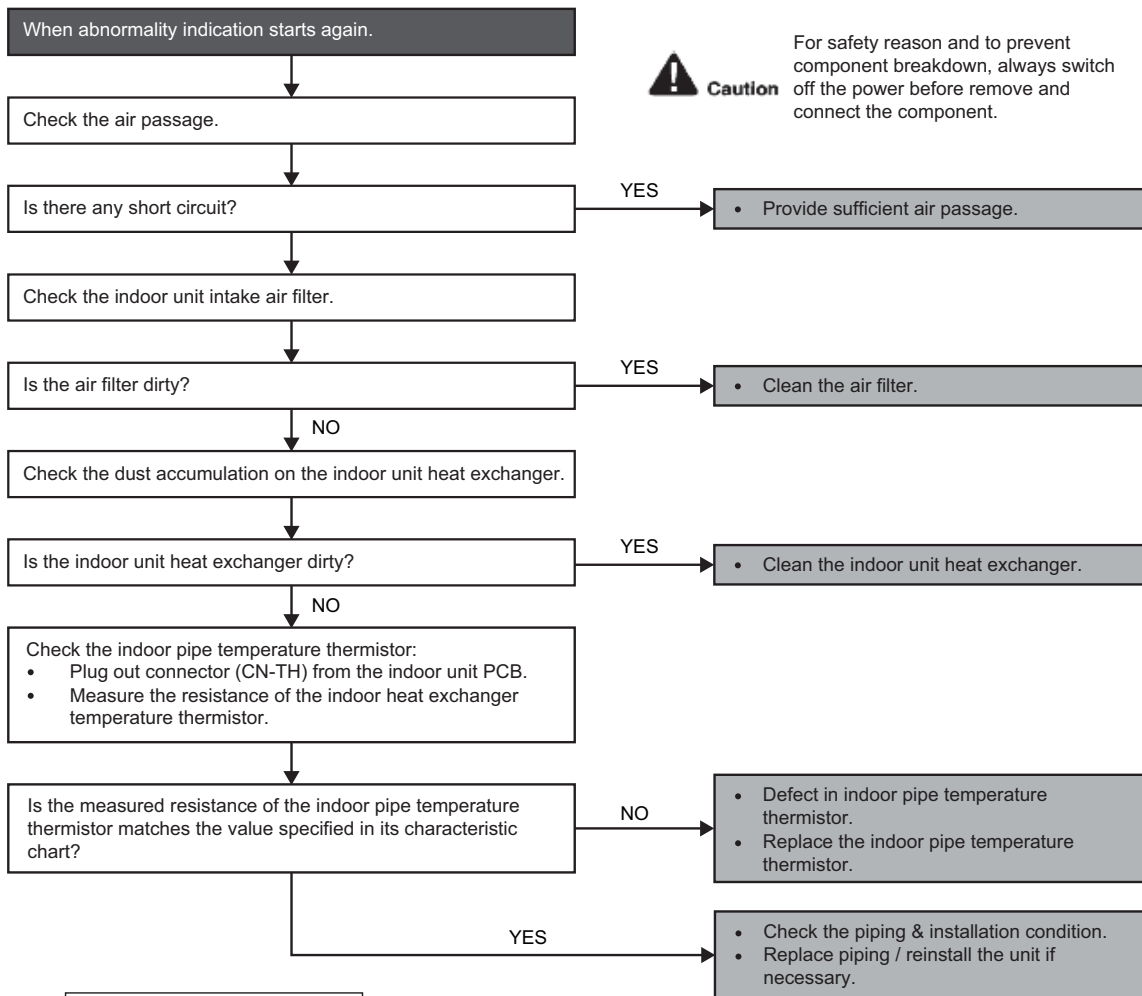 When abnormality indication starts again.
Caution
For safety reason and to prevent
component breakdown, always switch
off the power before remove and
connect the component.
Check the air passage.
Is there any short circuit?
YES
• Provide sufficient air passage.
Check the indoor unit intake air filter.
Is the air filter dirty?
YES
• Clean the air filter.
NO
Check the dust accumulation on the indoor unit heat exchanger.
Is the indoor unit heat exchanger dirty?
YES
• Clean the indoor unit heat exchanger.
NO
Check the indoor pipe temperature thermistor:
• Plug out connector (CN-TH) from the indoor unit PCB.
• Measure the resistance of the indoor heat exchanger
temperature thermistor.
Is the measured resistance of the indoor pipe temperature
thermistor matches the value specified in its characteristic
chart?
NO
• Defect in indoor pipe temperature
thermistor.
• Replace the indoor pipe temperature
thermistor.
YES
• Check the piping & installation condition.
• Replace piping / reinstall the unit if
necessary.